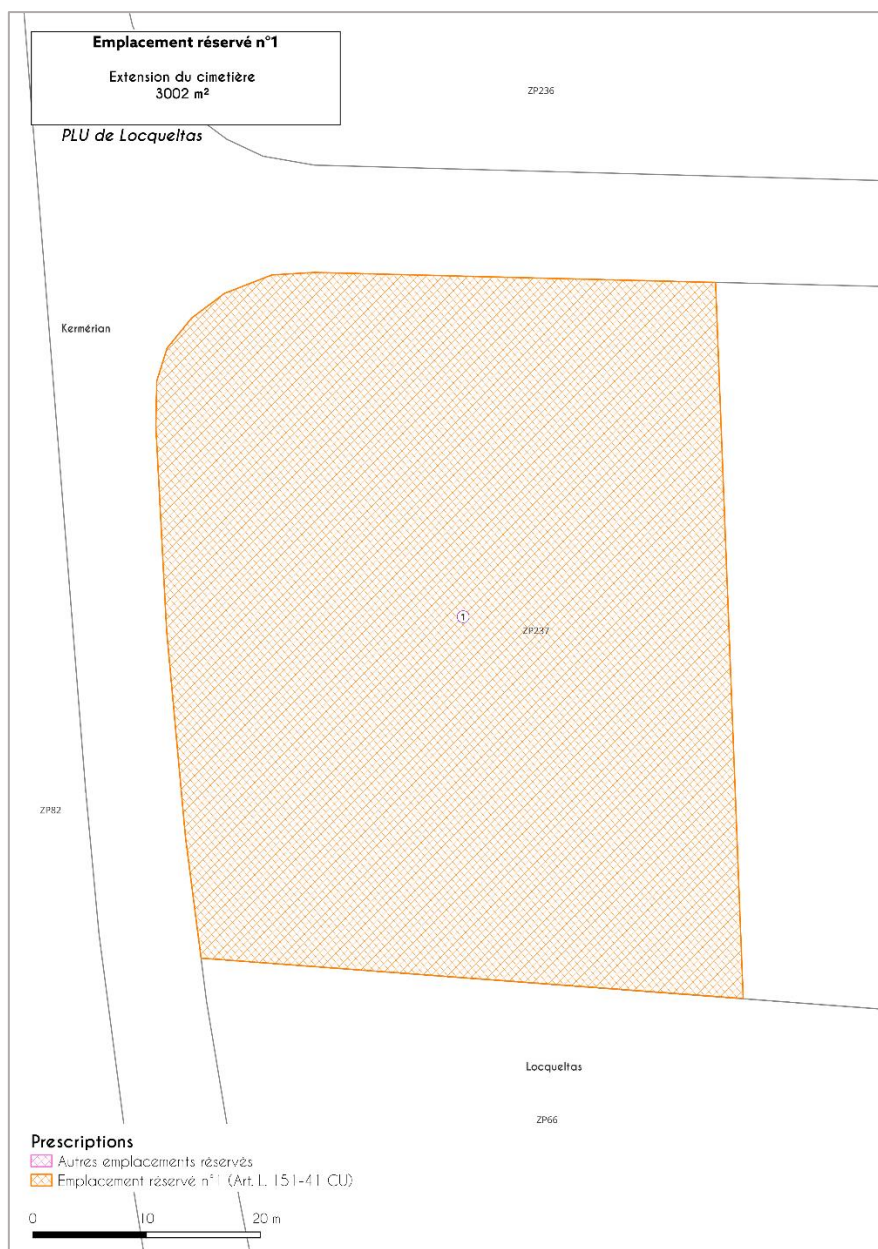 Emplacement réservé n°1
Extension du cimetière
3002 m²
PLU de Locqueltas
ZP236
Kermérian
1
ZP237
ZP82
Locqueltas
ZP66
Prescriptions
Autres emplacements réservés
Emplacement réservé n°1 (Art. L. 151-41 CU)
0 10 20 m